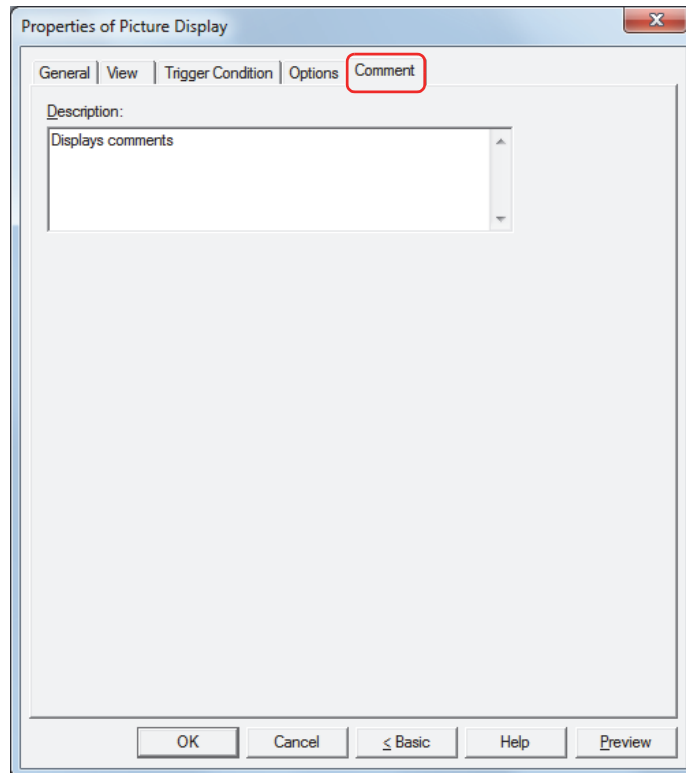 Properties of Picture Display
General View Trigger Condition Options Comment
Description:
Displays comments
OK Cancel < Basic Help Preview